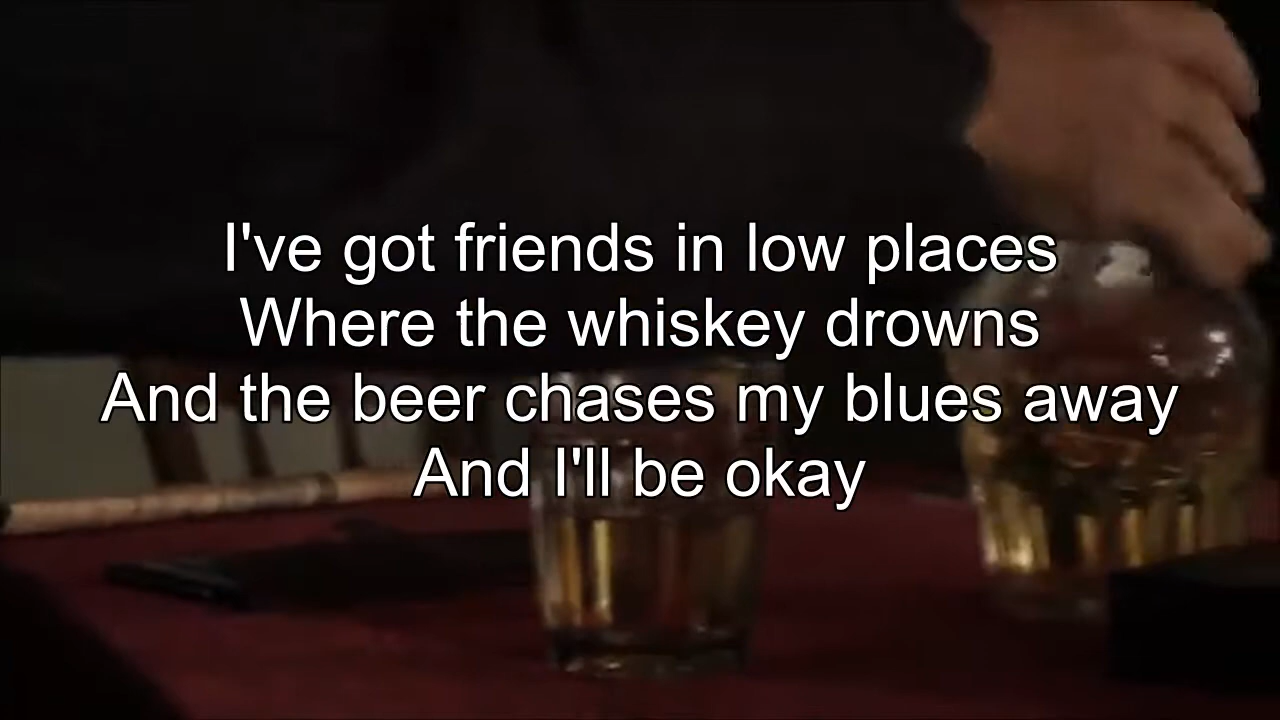 I've got friends in low places
Where the whiskey drowns
And the beer chases my blues away
And I'll be okay